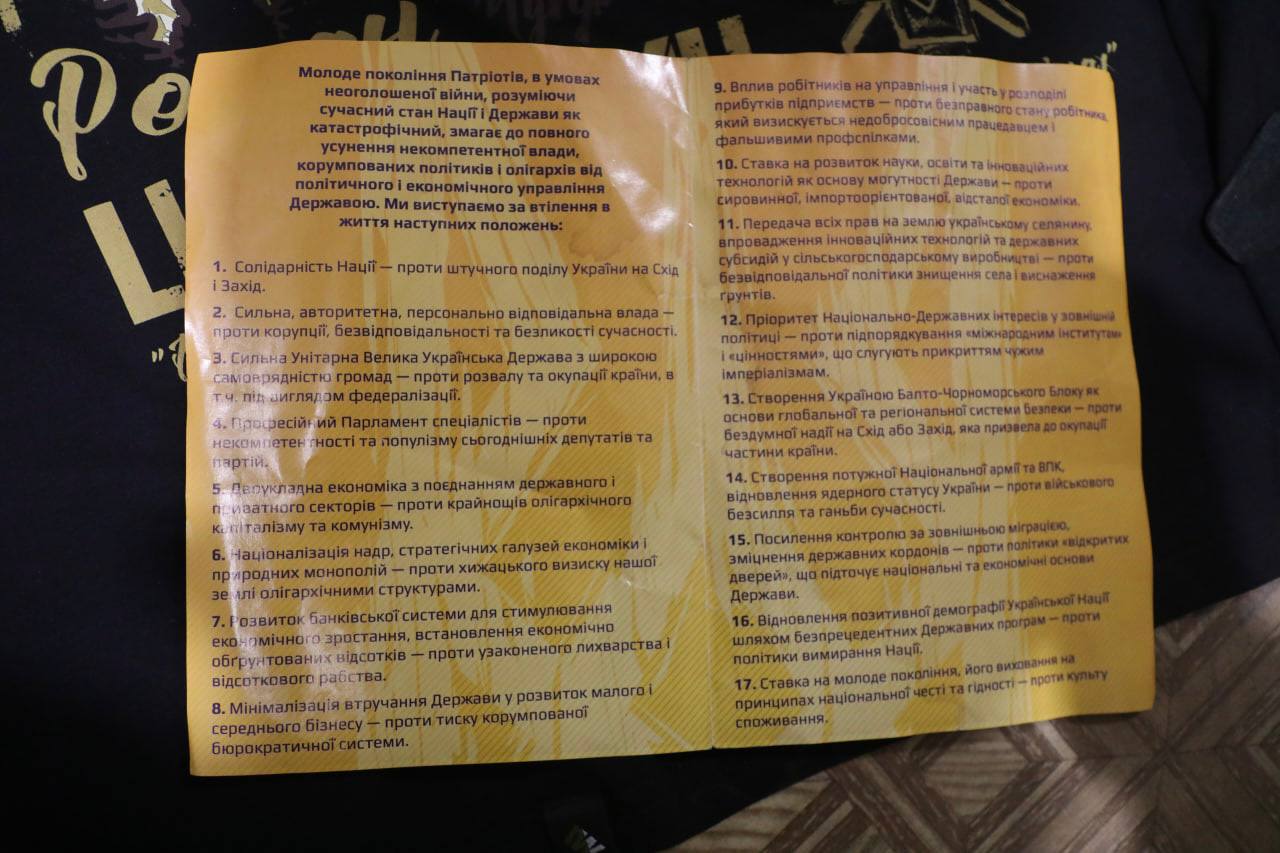 Ро
Ц
Молоде покоління Патріотів, в умовах
неоголошеної війни, розуміючи
сучасний стан Нації і Держави як
катастрофічний, змагає до повного
усунення некомпетентної влади,
корумпованих політиків і олігархів від
політичного і економічного управління
Державою. Ми виступаємо за втілення в
життя наступних положень:
1. Солідарність Нації — проти штучного поділу України на Схід
і Захід.
2. Сильна, авторитетна, персонально відповідальна влада —
проти корупції, безвідповідальності та безликості сучасності.
3. Сильна Унітарна Велика Українська Держава з широкою
самоврядністю громад — проти розвалу та окупації країни, в
т.ч. під виглядом федералізації.
4. Професійний Парламент спеціалістів — проти
некомпетентності та популізму сьогоднішніх депутатів та
партій.
5. Двоукладна економіка з поєднанням державного і
приватного секторів — проти крайнощів олігархічного
капіталізму та комунізму.
6. Націоналізація надр, стратегічних галузей економіки і
природних монополій — проти хижацького визиску нашої
землі олігархічними структурами.
7. Розвиток банківської системи для стимулювання
економічного зростання, встановлення економічно
обґрунтованих відсотків — проти узаконеного лихварства і
відсоткового рабства.
8. Мінімалізація втручання Держави у розвиток малого і
середнього бізнесу — проти тиску корумпованої
бюрократичної системи.
9. Вплив робітників на управління і участь у розподілі
прибутків підприємств — проти безправного стану робітника,
який визискується недобросовісним працедавцем і
фальшивими профспілками.
10. Ставка на розвиток науки, освіти та інноваційних
технологій як основу могутності Держави — проти
сировинної, імпортоорієнтованої, відсталої економіки.
11. Передача всіх прав на землю українському селянину,
впровадження інноваційних технологій та державних
субсидій у сільськогосподарському виробництві — проти
безвідповідальної політики знищення села і виснаження
ґрунтів.
12. Пріоритет Національно-Державних інтересів у зовнішній
політиці — проти підпорядкування «міжнародним інститутам»
і «цінностями», що слугують прикриттям чужим
імперіалізмам.
13. Створення Україною Балто-Чорноморського Блоку як
основи глобальної та регіональної системи безпеки — проти
бездумної надії на Схід або Захід, яка призвела до окупації
частини країни.
14. Створення потужної Національної армії та ВПК,
відновлення ядерного статусу України — проти військового
безсилля та ганьби сучасності.
15. Посилення контролю за зовнішньою міграцією,
зміцнення державних кордонів — проти політики «відкритих
дверей», що підточує національні та економічні основи
Держави.
16. Відновлення позитивної демографії Української Нації
шляхом безпрецедентних Державних програм — проти
політики вимирання Нації.
17. Ставка на молоде покоління, його виховання на
принципах національної честі та гідності — проти культу
споживання.